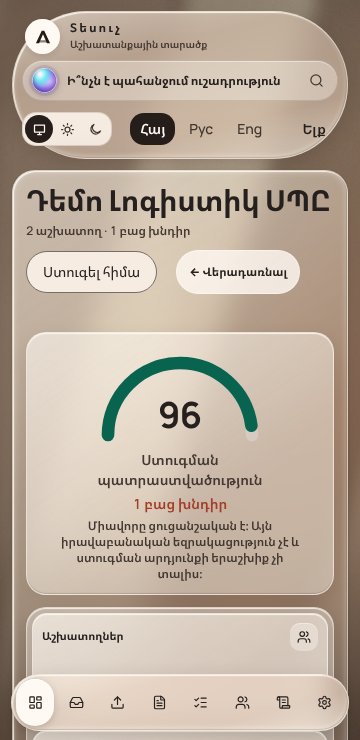 Տեսուչ
Աշխատանքային տարածք
Ի՞նչն է պահանջում ուշադրություն
Հայ Рус Eng Ելք
Դեմո Լոգիստիկ ՍՊԸ
2 աշխատող · 1 բաց խնդիր
Ստուգել հիմա
← Վերադառնալ
96
Ստուգման
պատրաստվածություն
1 բաց խնդիր
Միավորը ցուցանշական է: Այն
իրավաբանական եզրակացություն չէ և
ստուգման արդյունքի երաշխիք չի
տալիս:
Աշխատողներ